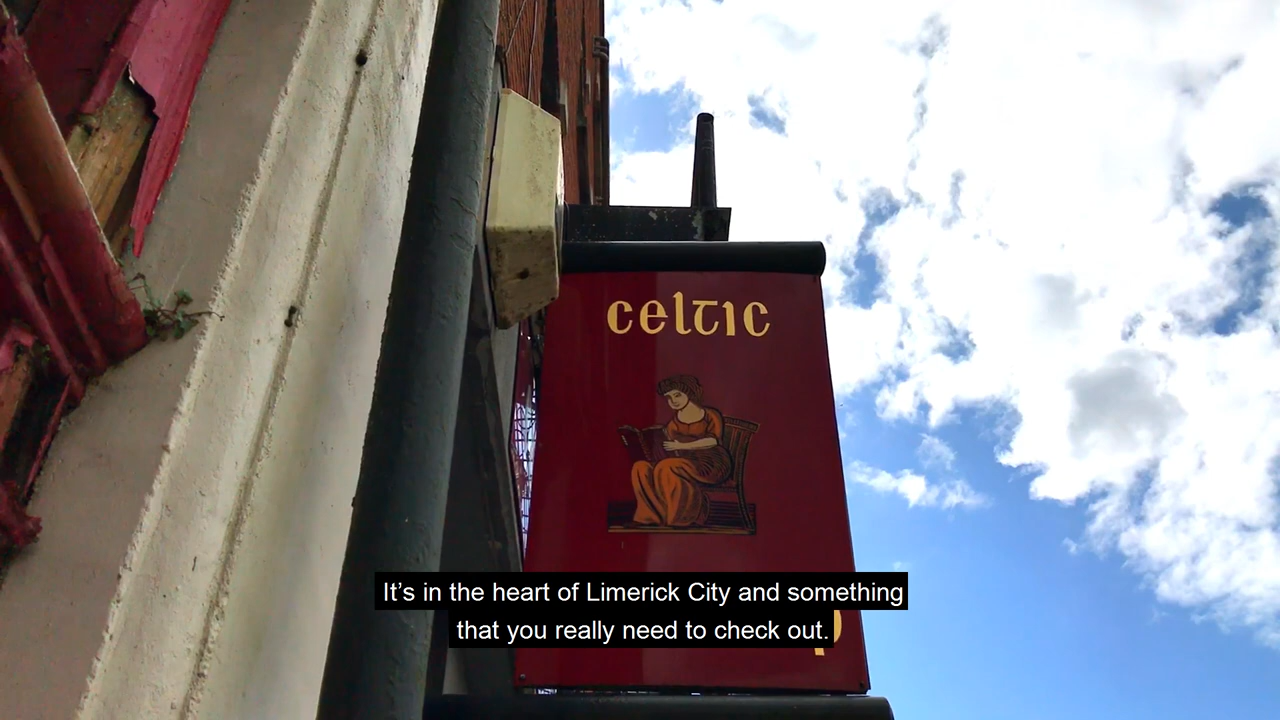 celtic
It's in the heart of Limerick City and something
that you really need to check out.